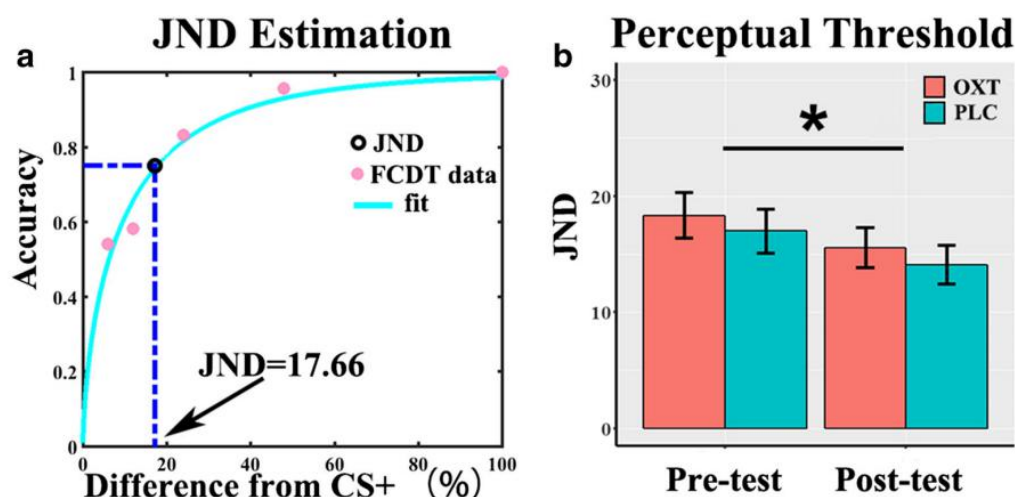 a
JND Estimation
Accuracy
1
0.8
0.6
0.4
0.2
0
0
20
40
60
80
100
JND
FCDT data
fit
JND=17.66
Difference from CS+ (%)
b
Perceptual Threshold
JND
30
20
10
0
*
OXT
PLC
Pre-test
Post-test